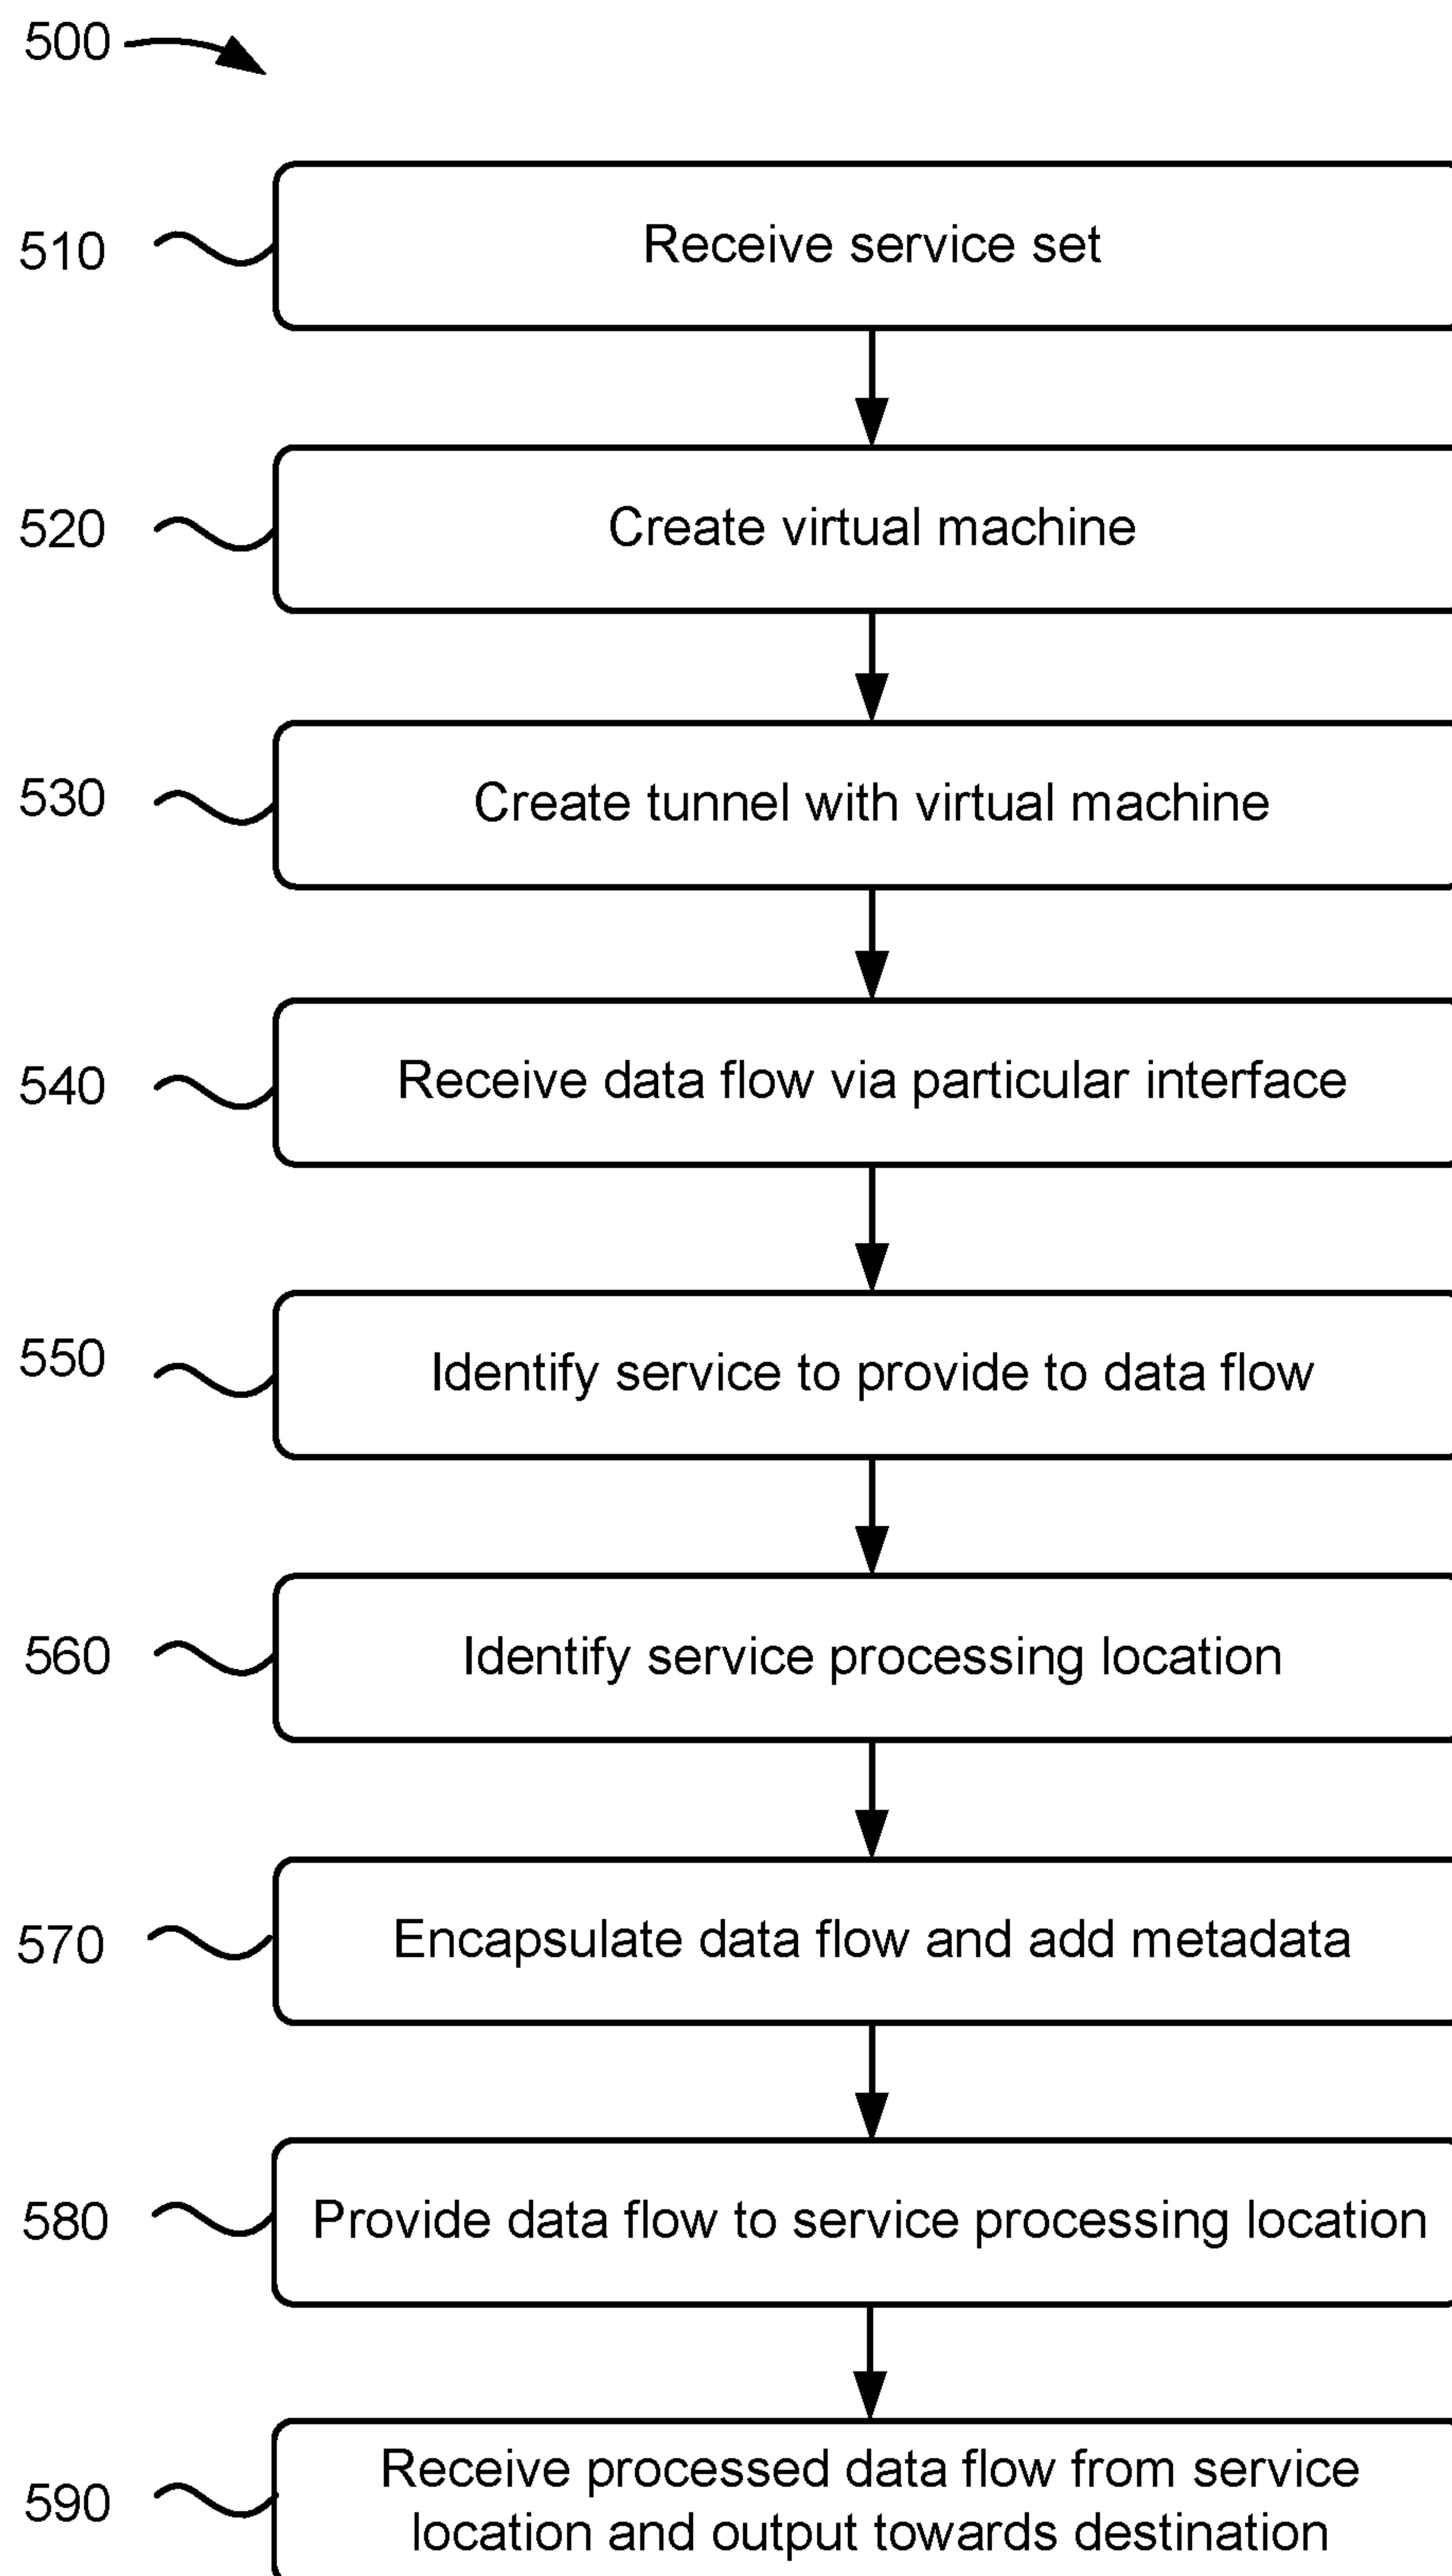 500
510
Receive service set
520
Create virtual machine
530
Create tunnel with virtual machine
540
Receive data flow via particular interface
550
Identify service to provide to data flow
560
Identify service processing location
570
Encapsulate data flow and add metadata
580
Provide data flow to service processing location
590
Receive processed data flow from service
location and output towards destination